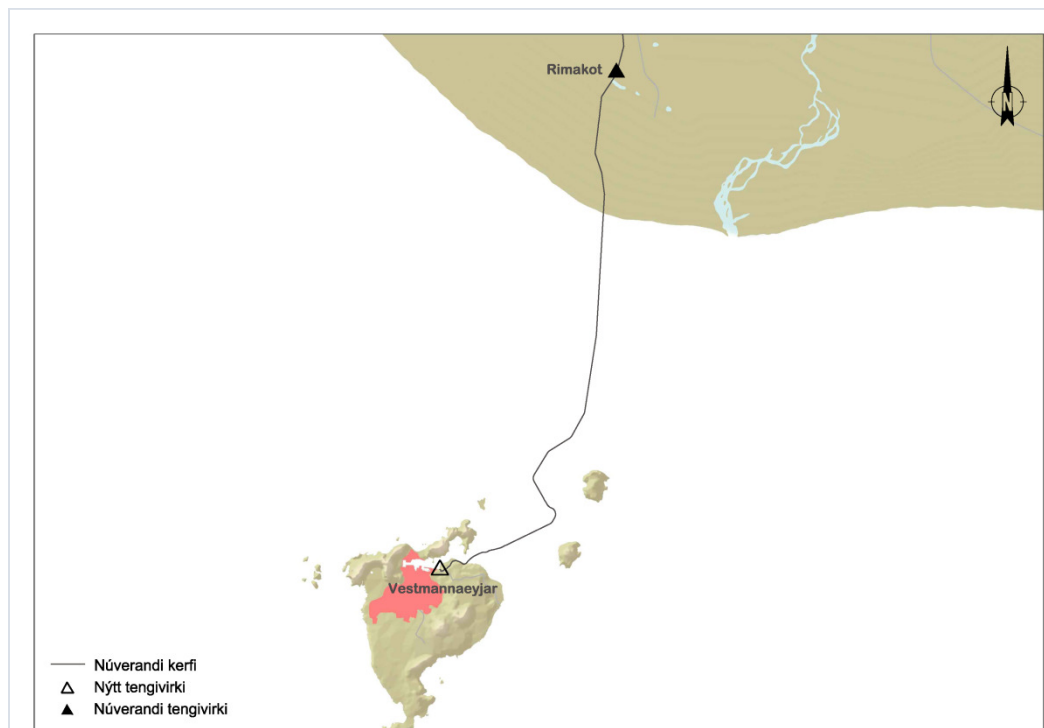 Rimakot
N
Vestmannaeyjar
Núverandi kerfi
Nýtt tengivirki
Núverandi tengivirki